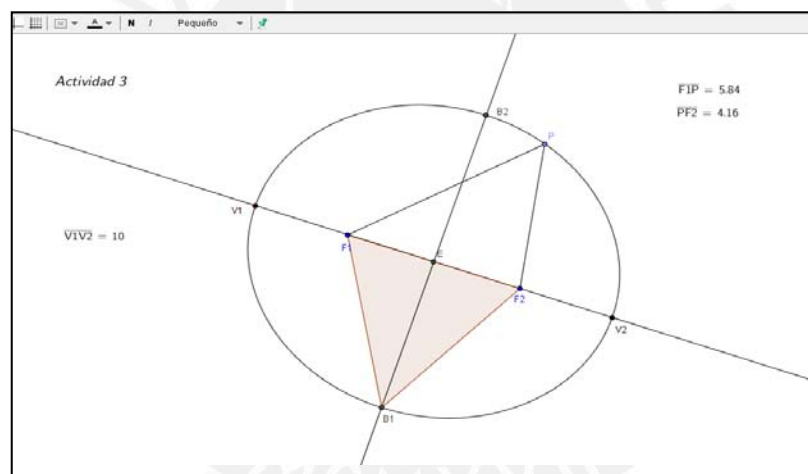 A N I Pequeño
Actividad 3
F1P = 5.84
PF2 = 4.16
B2
P
V1
V1V2 = 10
F1
E
F2
V2
B1